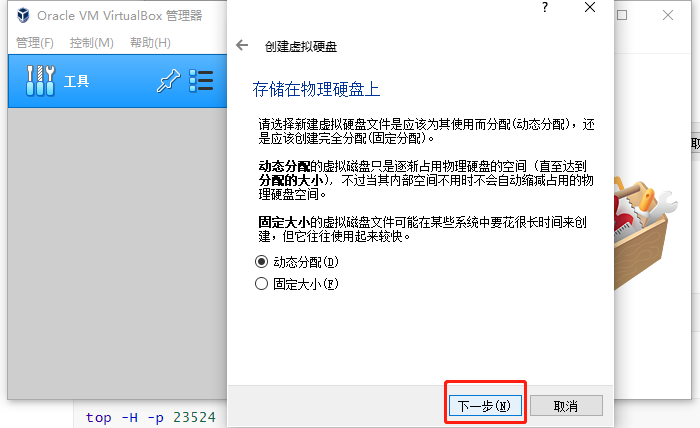 Oracle VM VirtualBox 管理器
?
管理(F) 控制(M) 帮助(H)
创建虚拟硬盘
工具
存储在物理硬盘上
请选择新建虚拟硬盘文件是应该为其使用而分配(动态分配)，还
是应该创建完全分配(固定分配)。
动态分配的虚拟磁盘只是逐渐占用物理硬盘的空间（直至达到
分配的大小），不过当其内部空间不用时不会自动缩减占用的物
理硬盘空间。
固定大小的虚拟磁盘文件可能在某些系统中要花很长时间来创
建，但它往往使用起来较快。
动态分配(D)
固定大小(F)
下一步(N) 取消
top -H -p 23524